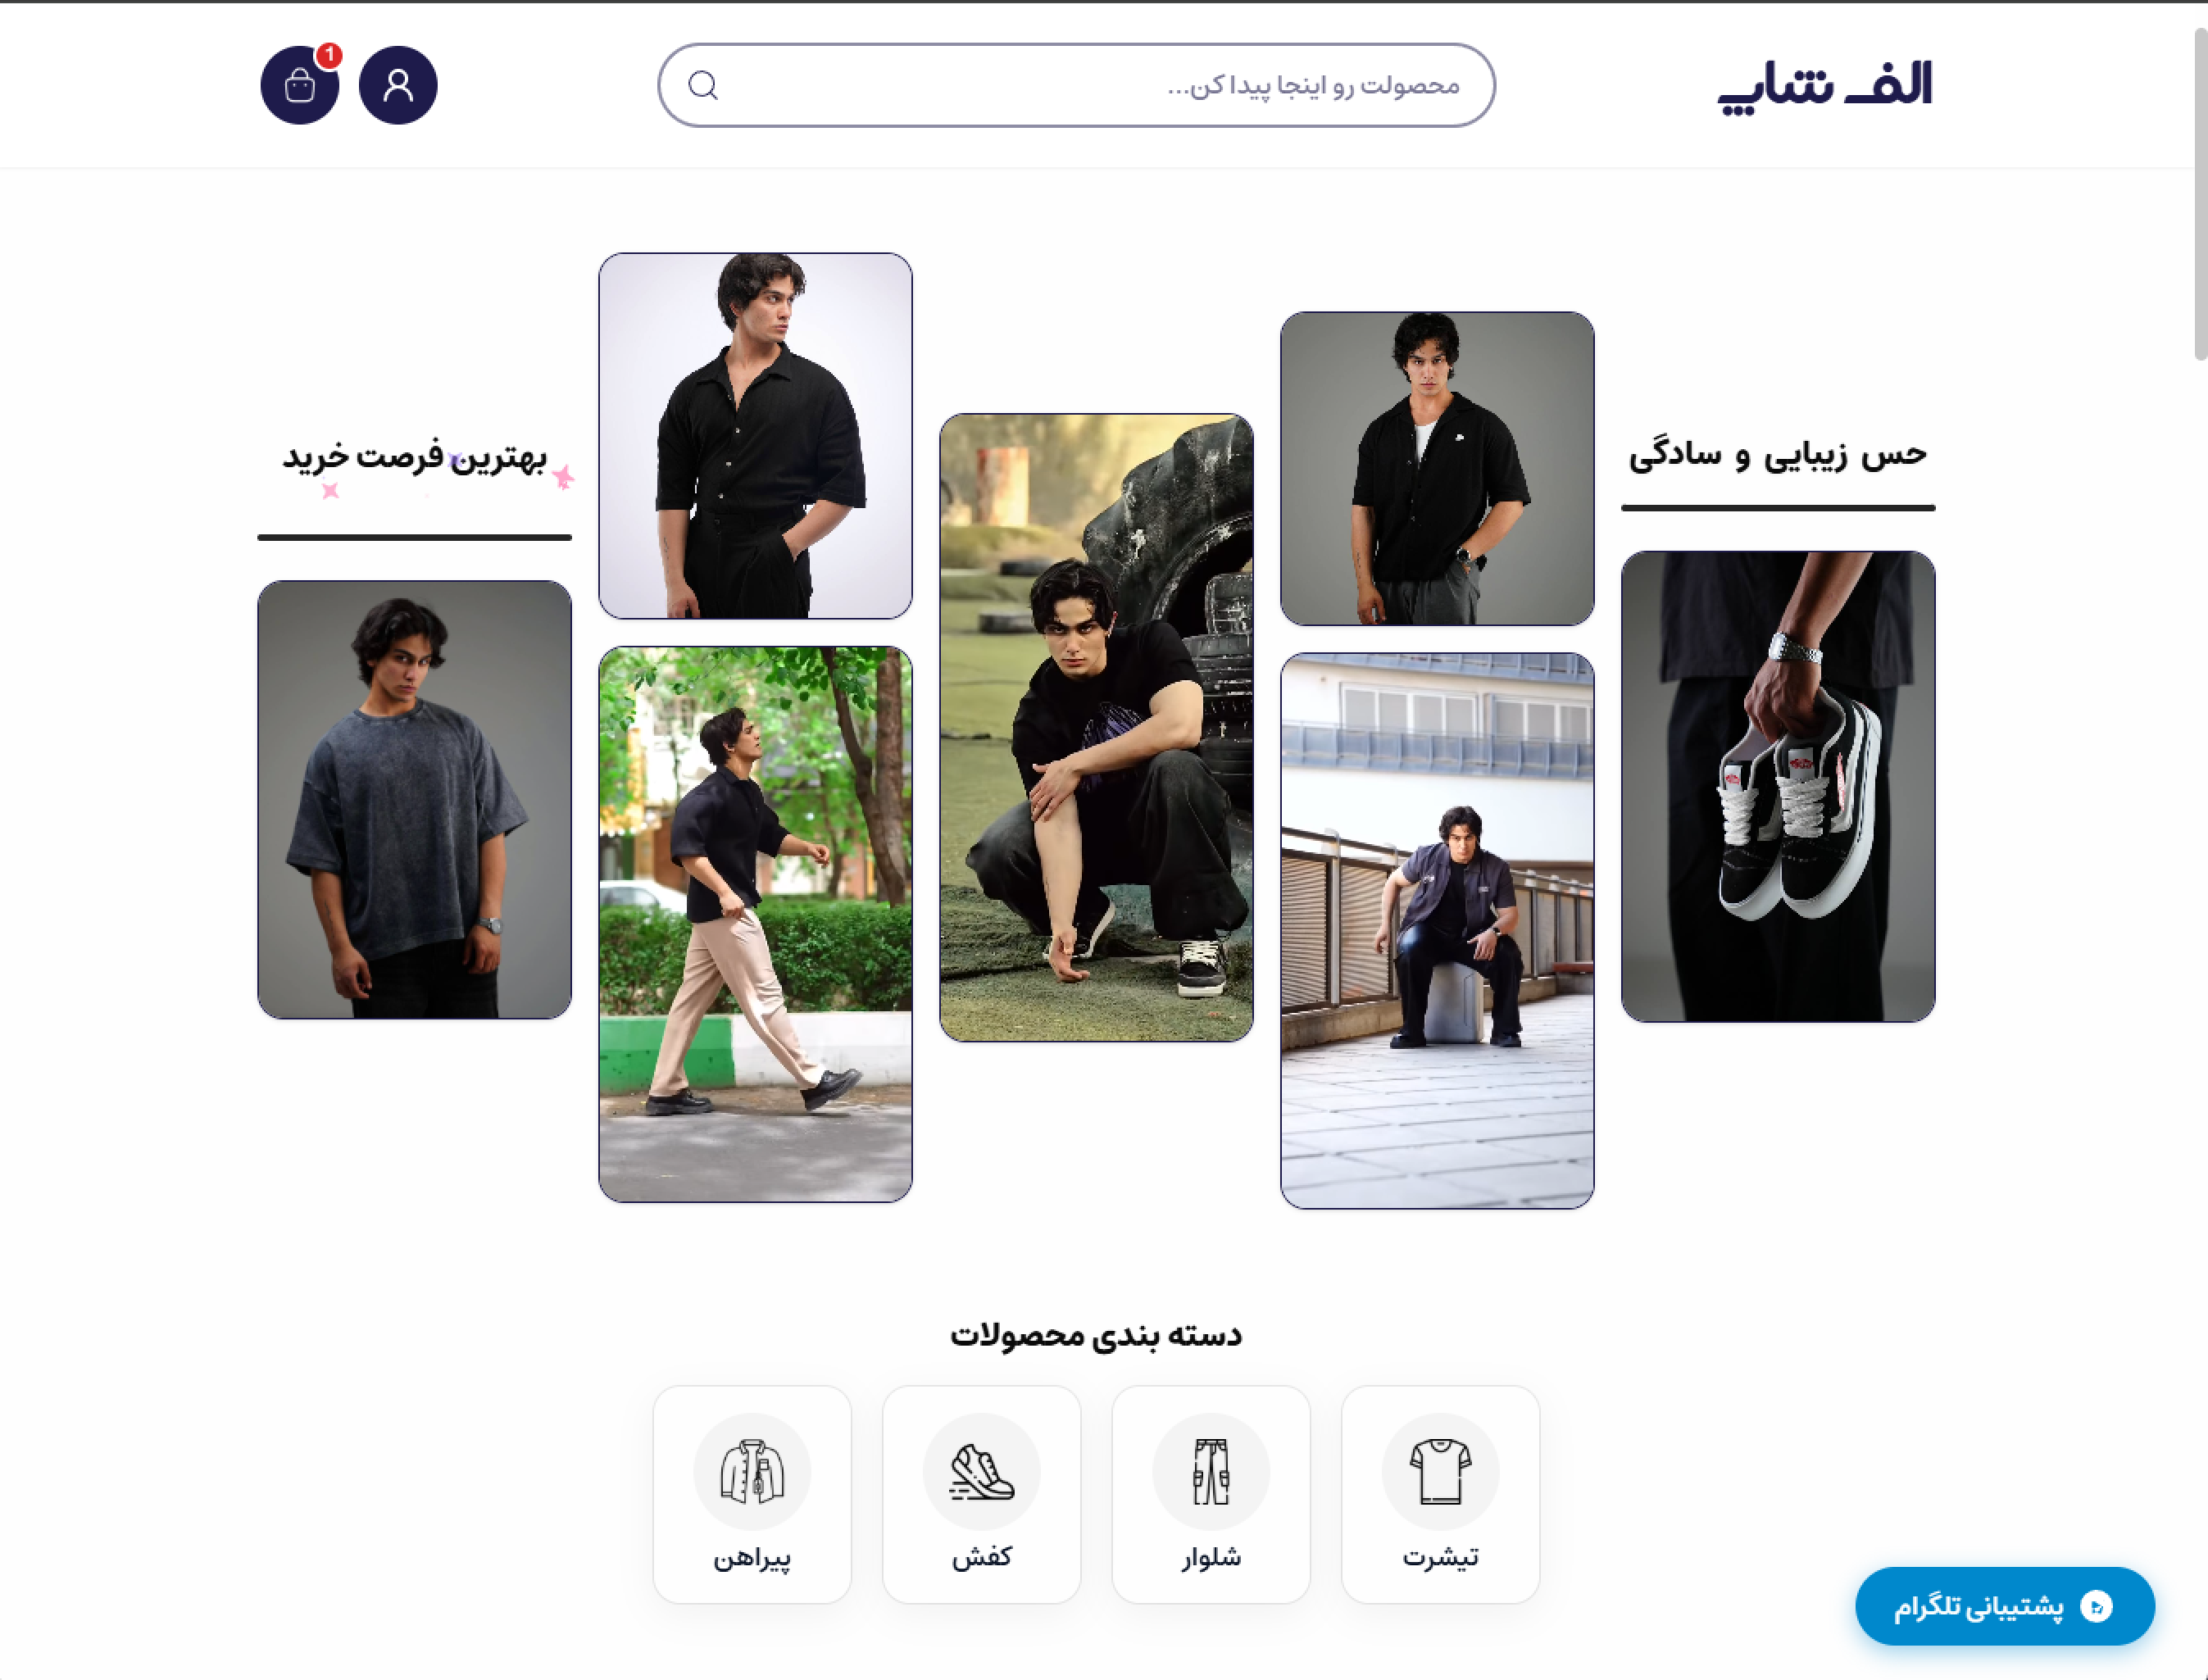 الف شاپ
محصولت رو اینجا پیدا کن...
1
حس زیبایی و سادگی
بهترین فرصت خرید
دسته بندی محصولات
تیشرت
شلوار
کفش
پیراهن
پشتیبانی تلگرام